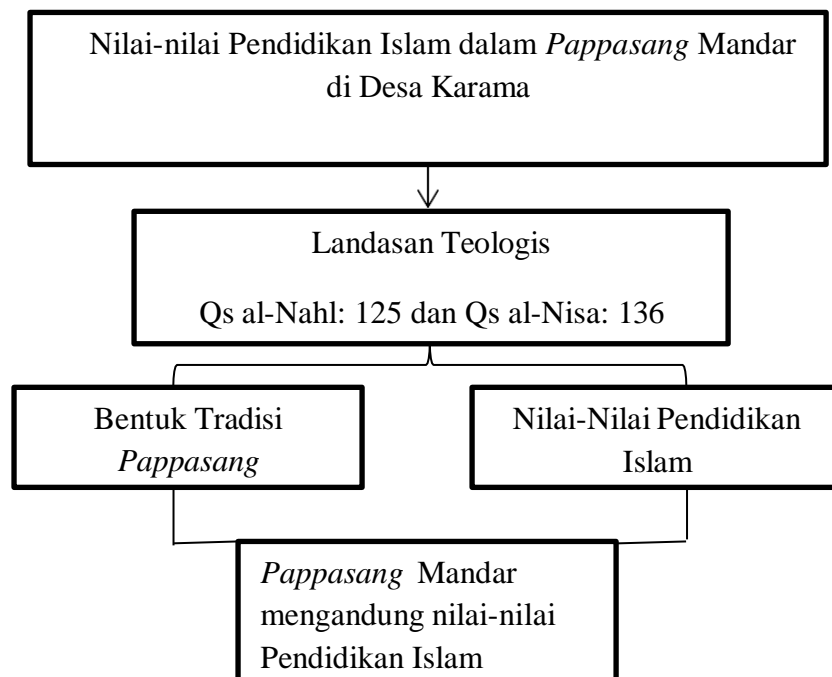 Nilai-nilai Pendidikan Islam dalam Pappasang Mandar
di Desa Karama
Landasan Teologis
Qs al-Nahl: 125 dan Qs al-Nisa: 136
Bentuk Tradisi
Pappasang
Nilai-Nilai Pendidikan
Islam
Pappasang Mandar
mengandung nilai-nilai
Pendidikan Islam